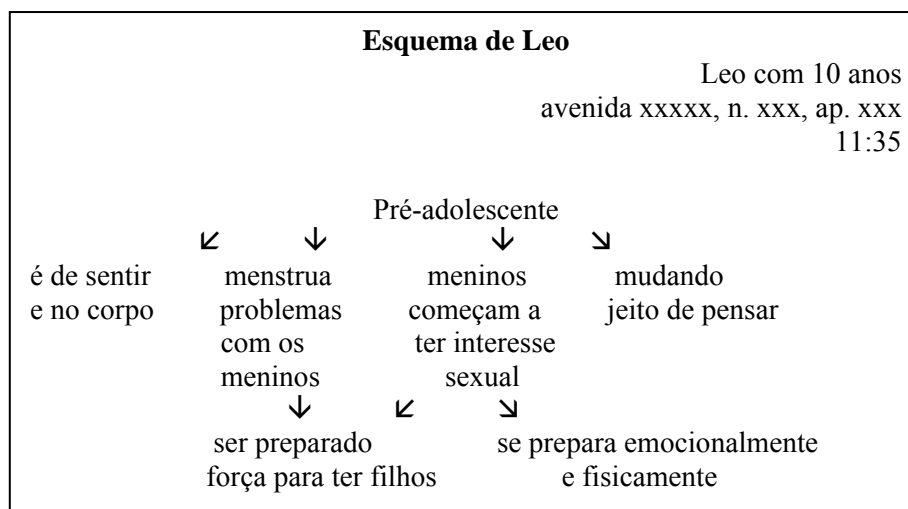 Esquema de Leo
Leo com 10 anos
avenida xxxxx, n. xxx, ap. xxx
11:35
Pré-adolescente
é de sentir menstrua meninos mudando
e no corpo problemas começam a jeito de pensar
com os ter interesse
meninos sexual
ser preparado se prepara emocionalmente
força para ter filhos e fisicamente